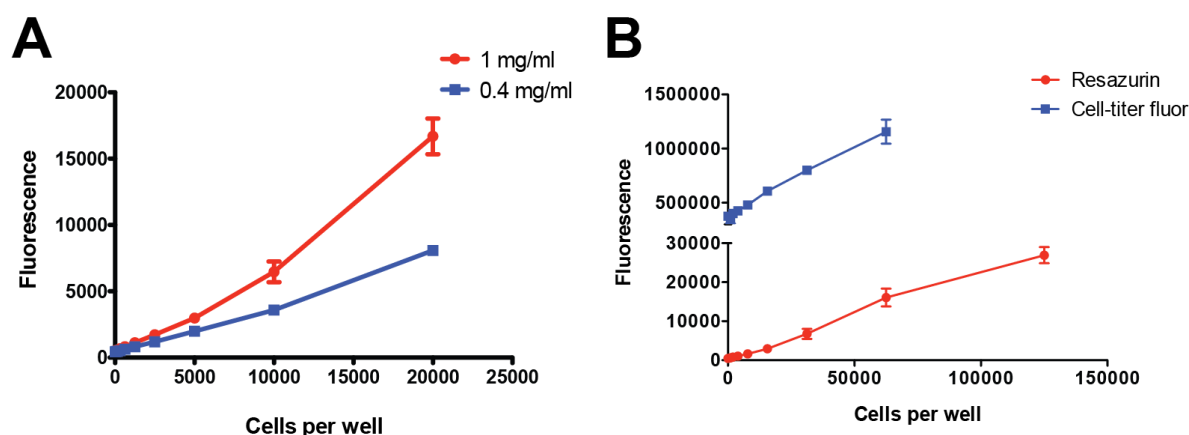 A
1 mg/ml
0.4 mg/ml
20000
15000
10000
5000
0
Fluorescence
0 5000 10000 15000 20000 25000
Cells per well
B
Resazurin
Cell-titer fluor
1500000
1000000
500000
30000
20000
10000
0
Fluorescence
0 50000 100000 150000
Cells per well